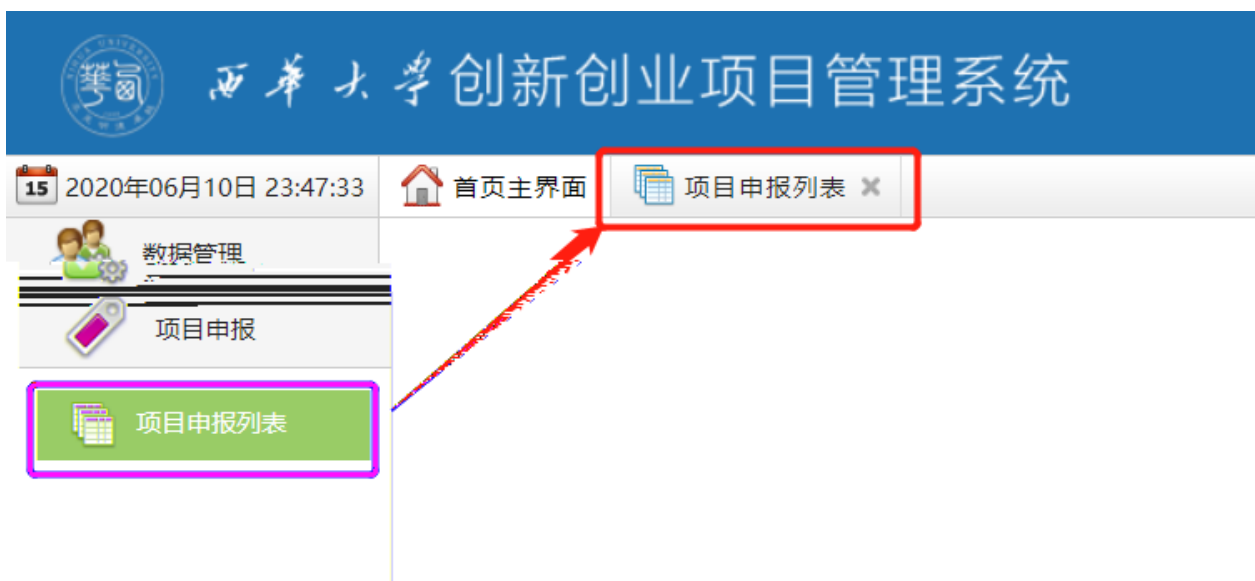 西华大学创新创业项目管理系统
15 2020年06月10日 23:47:33 首页主界面 项目申报列表
数据管理
项目申报
项目申报列表